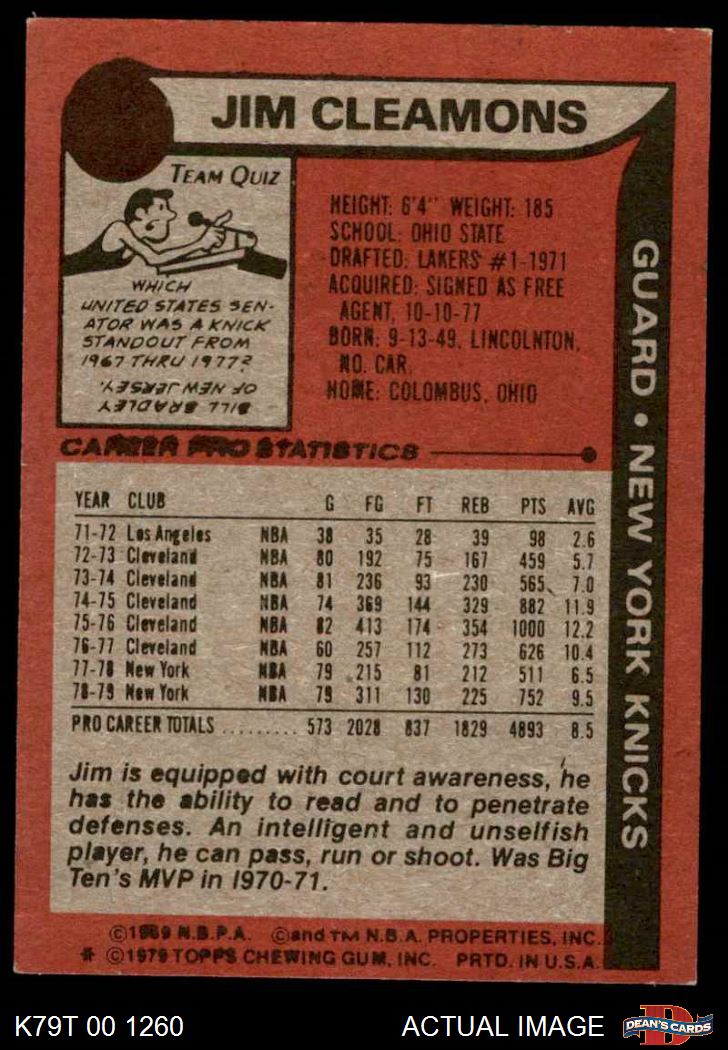 JIM CLEAMONS
TEAM QUIZ
WHICH
UNITED STATES SEN-
ATOR WAS A KNICK
STANDOUT FROM
1967 THRU 1977?
BILL BRADLEY
OF NEW JERSEY.
HEIGHT: 6'4" WEIGHT: 185
SCHOOL: OHIO STATE
DRAFTED: LAKERS #1-1971
ACQUIRED: SIGNED AS FREE
AGENT, 10-10-77
BORN: 9-13-49, LINCOLNTON,
NO. CAR.
HOME: COLOMBUS, OHIO
GUARD • NEW YORK KNICKS
CAREER PRO STATISTICS
YEAR CLUB G FG FT REB PTS AVG
71-72 Los Angeles NBA 38 35 28 39 98 2.6
72-73 Cleveland NBA 80 192 75 167 459 5.7
73-74 Cleveland NBA 81 236 93 230 565 7.0
74-75 Cleveland NBA 74 369 144 329 882 11.9
75-76 Cleveland NBA 82 413 174 354 1000 12.2
76-77 Cleveland NBA 60 257 112 273 626 10.4
77-78 New York NBA 79 215 81 212 511 6.5
78-79 New York NBA 79 311 130 225 752 9.5
PRO CAREER TOTALS ......... 573 2028 837 1829 4893 8.5
Jim is equipped with court awareness, he
has the ability to read and to penetrate
defenses. An intelligent and unselfish
player, he can pass, run or shoot. Was Big
Ten's MVP in 1970-71.
© N.B.P.A. © and TM N.B.A. PROPERTIES, INC.
* © 1979 TOPPS CHEWING GUM, INC. PRTD. IN U.S.A.
K79T 00 1260 ACTUAL IMAGE
D
DEAN'S CARDS